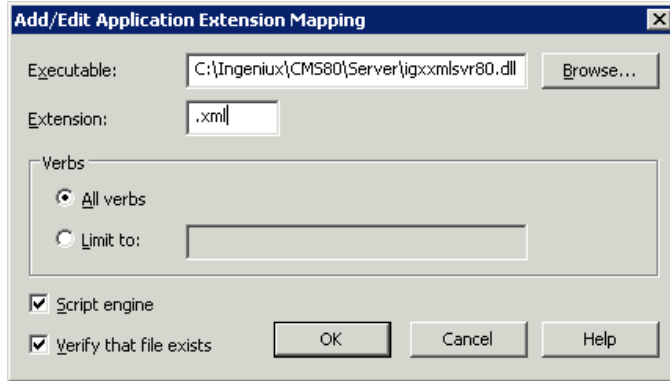 Add/Edit Application Extension Mapping
Executable: C:\Ingeniux\CMS80\Server\igxxmlsvr80.dll Browse...
Extension: .xml
Verbs
All verbs
Limit to:
Script engine
Verify that file exists OK Cancel Help